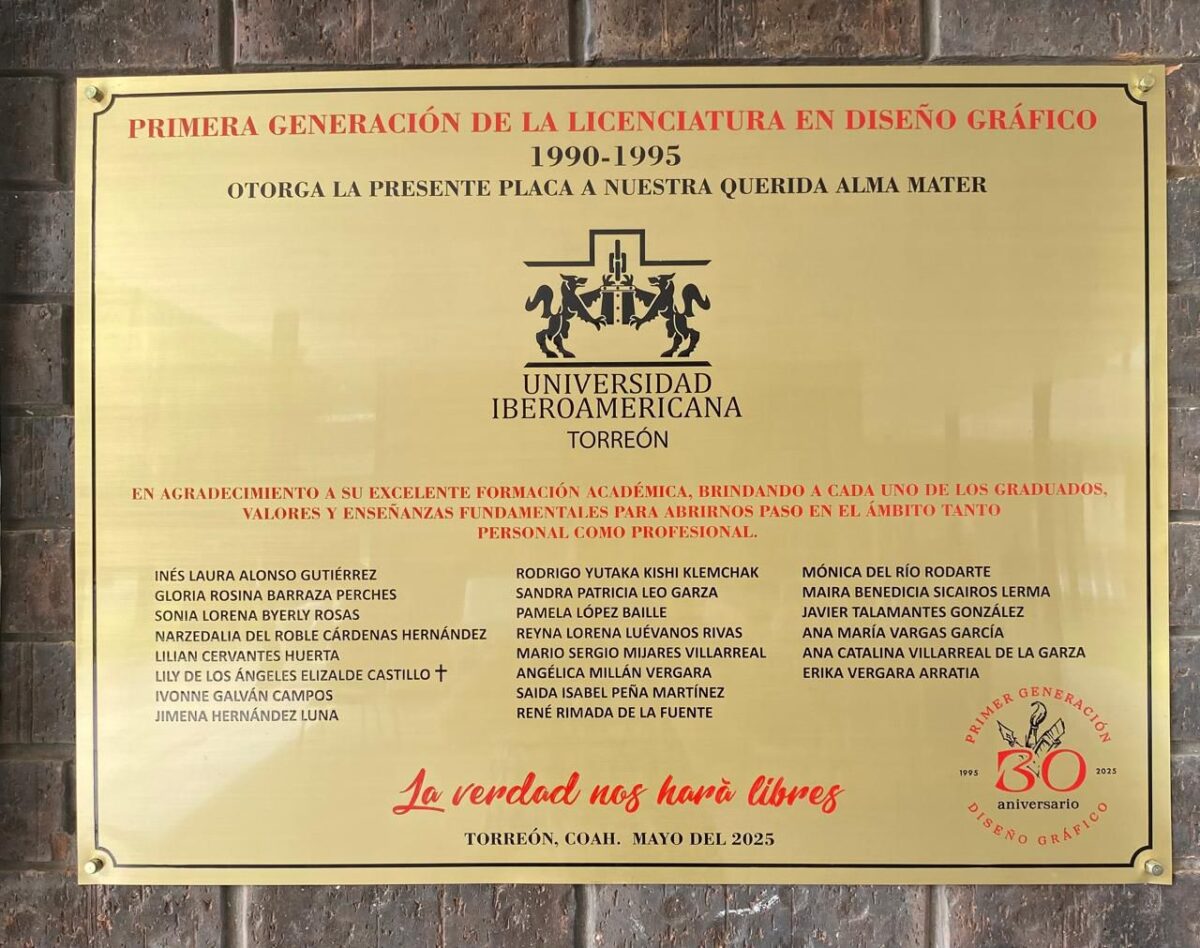 PRIMERA GENERACIÓN DE LA LICENCIATURA EN DISEÑO GRÁFICO
1990-1995
OTORGA LA PRESENTE PLACA A NUESTRA QUERIDA ALMA MATER
UNIVERSIDAD
IBEROAMERICANA
TORREÓN
EN AGRADECIMIENTO A SU EXCELENTE FORMACIÓN ACADÉMICA, BRINDANDO A CADA UNO DE LOS GRADUADOS,
VALORES Y ENSEÑANZAS FUNDAMENTALES PARA ABRIRNOS PASO EN EL ÁMBITO TANTO
PERSONAL COMO PROFESIONAL.
INÉS LAURA ALONSO GUTIÉRREZ
GLORIA ROSINA BARRAZA PERCHES
SONIA LORENA BYERLY ROSAS
NARZEDALIA DEL ROBLE CÁRDENAS HERNÁNDEZ
LILIAN CERVANTES HUERTA
LILY DE LOS ÁNGELES ELIZALDE CASTILLO ✝
IVONNE GALVÁN CAMPOS
JIMENA HERNÁNDEZ LUNA
RODRIGO YUTAKA KISHI KLEMCHAK
SANDRA PATRICIA LEO GARZA
PAMELA LÓPEZ BAILLE
REYNA LORENA LUÉVANOS RIVAS
MARIO SERGIO MIJARES VILLARREAL
ANGÉLICA MILLÁN VERGARA
SAIDA ISABEL PEÑA MARTÍNEZ
RENÉ RIMADA DE LA FUENTE
MÓNICA DEL RÍO RODARTE
MAIRA BENEDICIA SICAIROS LERMA
JAVIER TALAMANTES GONZÁLEZ
ANA MARÍA VARGAS GARCÍA
ANA CATALINA VILLARREAL DE LA GARZA
ERIKA VERGARA ARRATIA
PRIMER GENERACIÓN
1995 30 2025
aniversario
DISEÑO GRÁFICO
La verdad nos harà libres
TORREÓN, COAH. MAYO DEL 2025